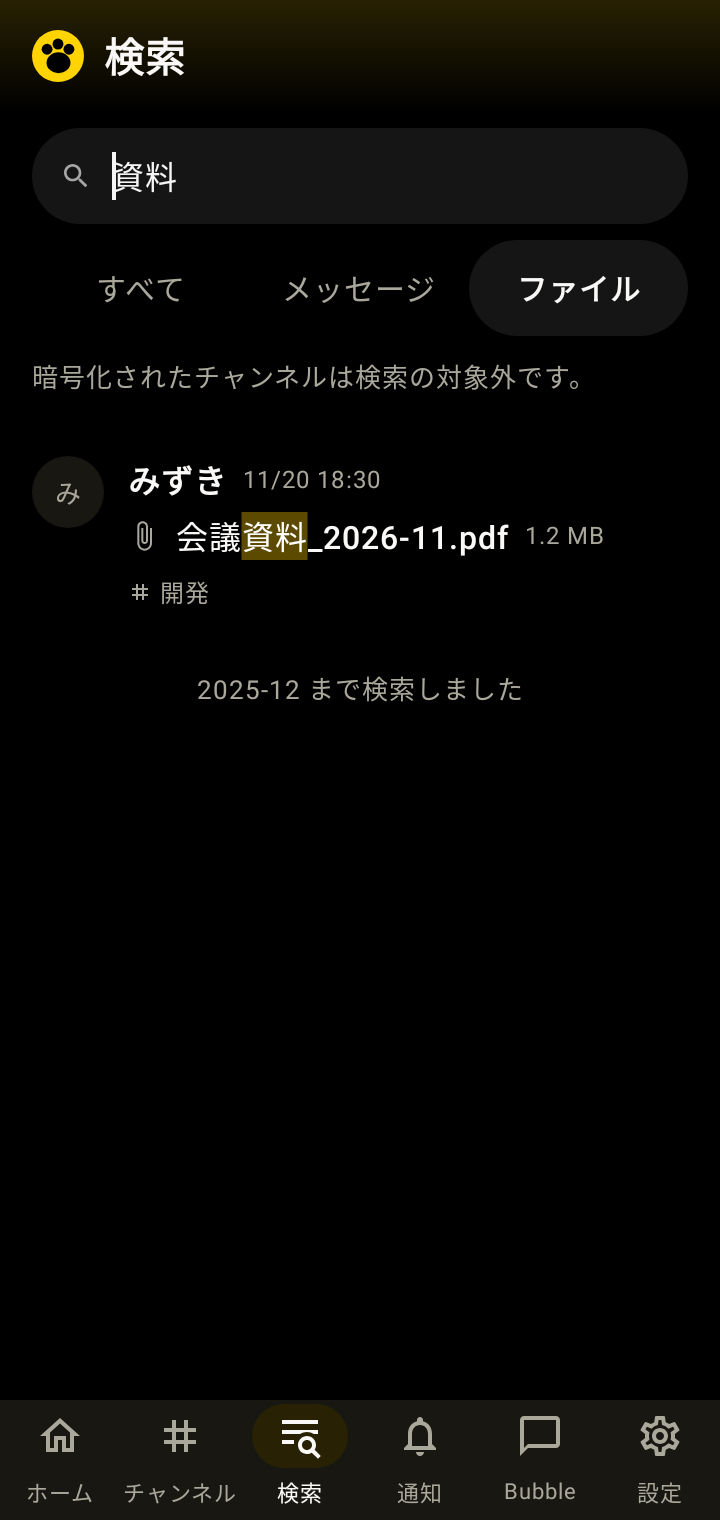 検索
資料
すべて メッセージ ファイル
暗号化されたチャンネルは検索の対象外です。
み みずき 11/20 18:30
会議資料_2026-11.pdf 1.2 MB
# 開発
2025-12 まで検索しました
ホーム チャンネル 検索 通知 Bubble 設定